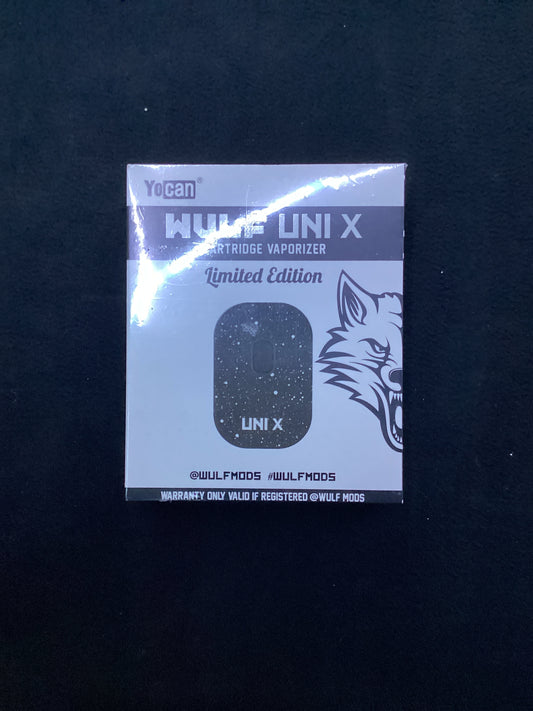 Yocan®
WULF UNI X
CARTRIDGE VAPORIZER
Limited Edition
UNI X
@WULFMODS #WULFMODS
WARRANTY ONLY VALID IF REGISTERED @WULF MODS